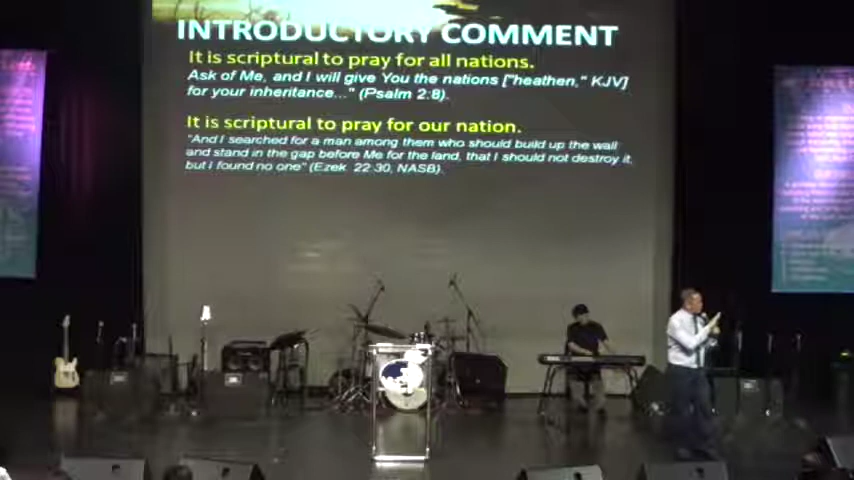 INTRODUCTORY COMMENT
It is scriptural to pray for all nations.
Ask of Me, and I will give You the nations ["heathen," KJV]
for your inheritance..." (Psalm 2:8).
It is scriptural to pray for our nation.
"And I searched for a man among them who should build up the wall
and stand in the gap before Me for the land, that I should not destroy it,
but I found no one" (Ezek. 22:30, NASB).